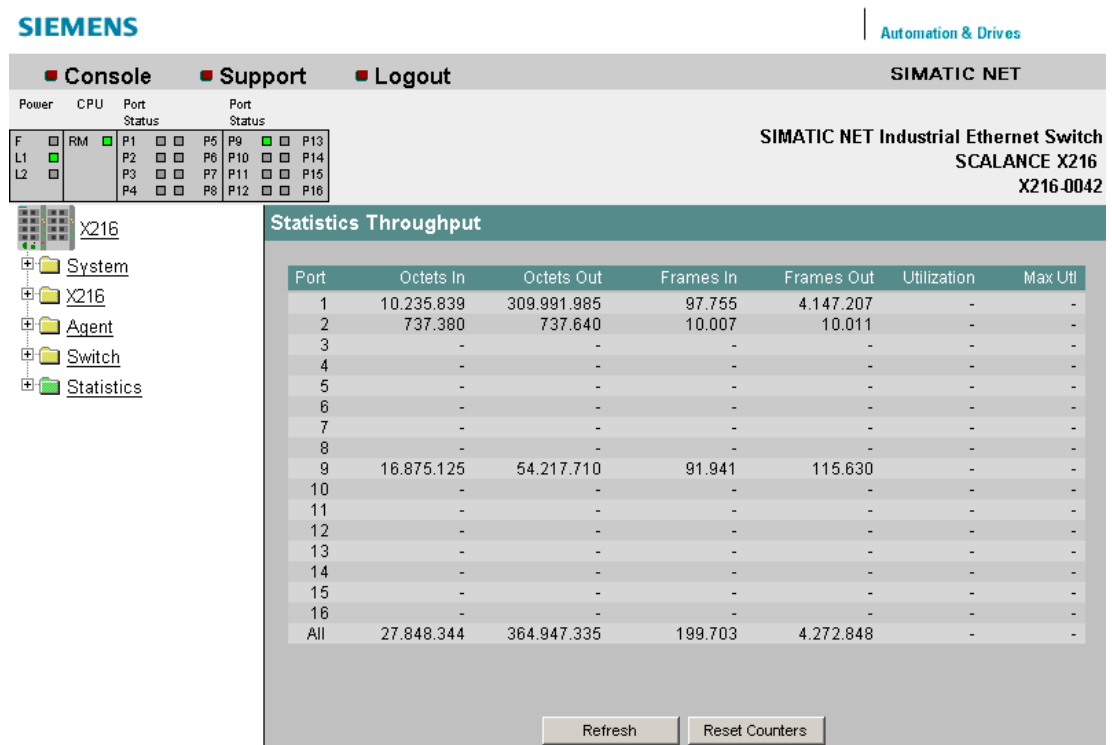 SIEMENS
Automation & Drives
Console Support Logout SIMATIC NET
Power CPU Port Status Port Status
F RM P1 P5 P9 P13
L1 P2 P6 P10 P14
L2 P3 P7 P11 P15
P4 P8 P12 P16
SIMATIC NET Industrial Ethernet Switch
SCALANCE X216
X216-0042
X216
System
X216
Agent
Switch
Statistics
Statistics Throughput
Port Octets In Octets Out Frames In Frames Out Utilization Max Utl
1 10.235.839 309.991.985 97.755 4.147.207 - -
2 737.380 737.640 10.007 10.011 - -
3 - - - - - -
4 - - - - - -
5 - - - - - -
6 - - - - - -
7 - - - - - -
8 - - - - - -
9 16.875.125 54.217.710 91.941 115.630 - -
10 - - - - - -
11 - - - - - -
12 - - - - - -
13 - - - - - -
14 - - - - - -
15 - - - - - -
16 - - - - - -
All 27.848.344 364.947.335 199.703 4.272.848 - -
Refresh Reset Counters